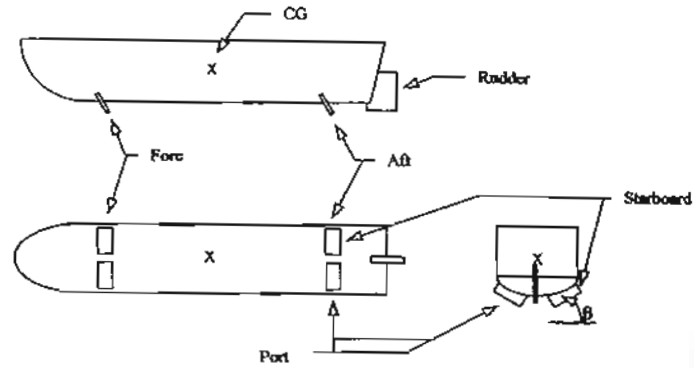 CG
X
Rudder
Fore
Aft
Starboard
X
X
β
Port